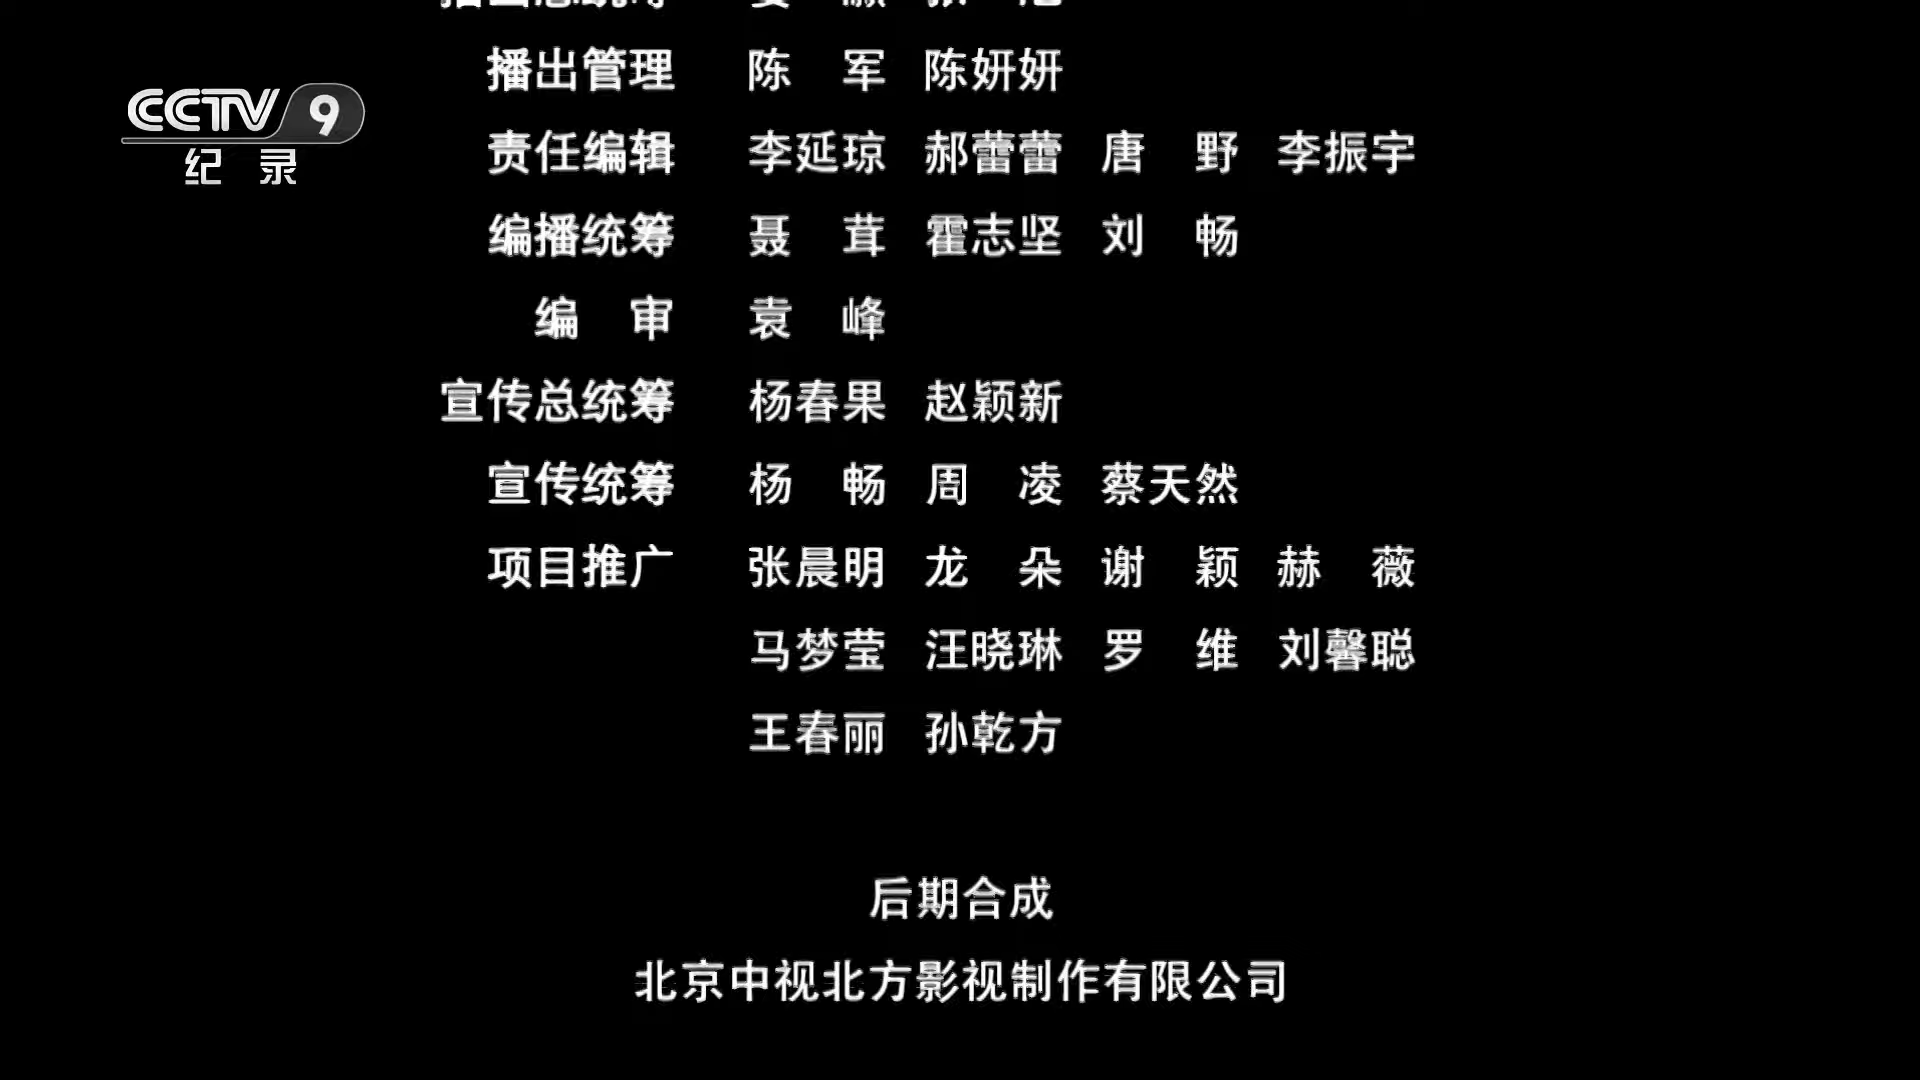 CCTV 9
纪 录
播出管理 陈 军 陈妍妍
责任编辑 李延琼 郝蕾蕾 唐 野 李振宇
编播统筹 聂 茸 霍志坚 刘 畅
编 审 袁 峰
宣传总统筹 杨春果 赵颖新
宣传统筹 杨 畅 周 凌 蔡天然
项目推广 张晨明 龙 朵 谢 颖 赫 薇
马梦莹 汪晓琳 罗 维 刘馨聪
王春丽 孙乾方
后期合成
北京中视北方影视制作有限公司